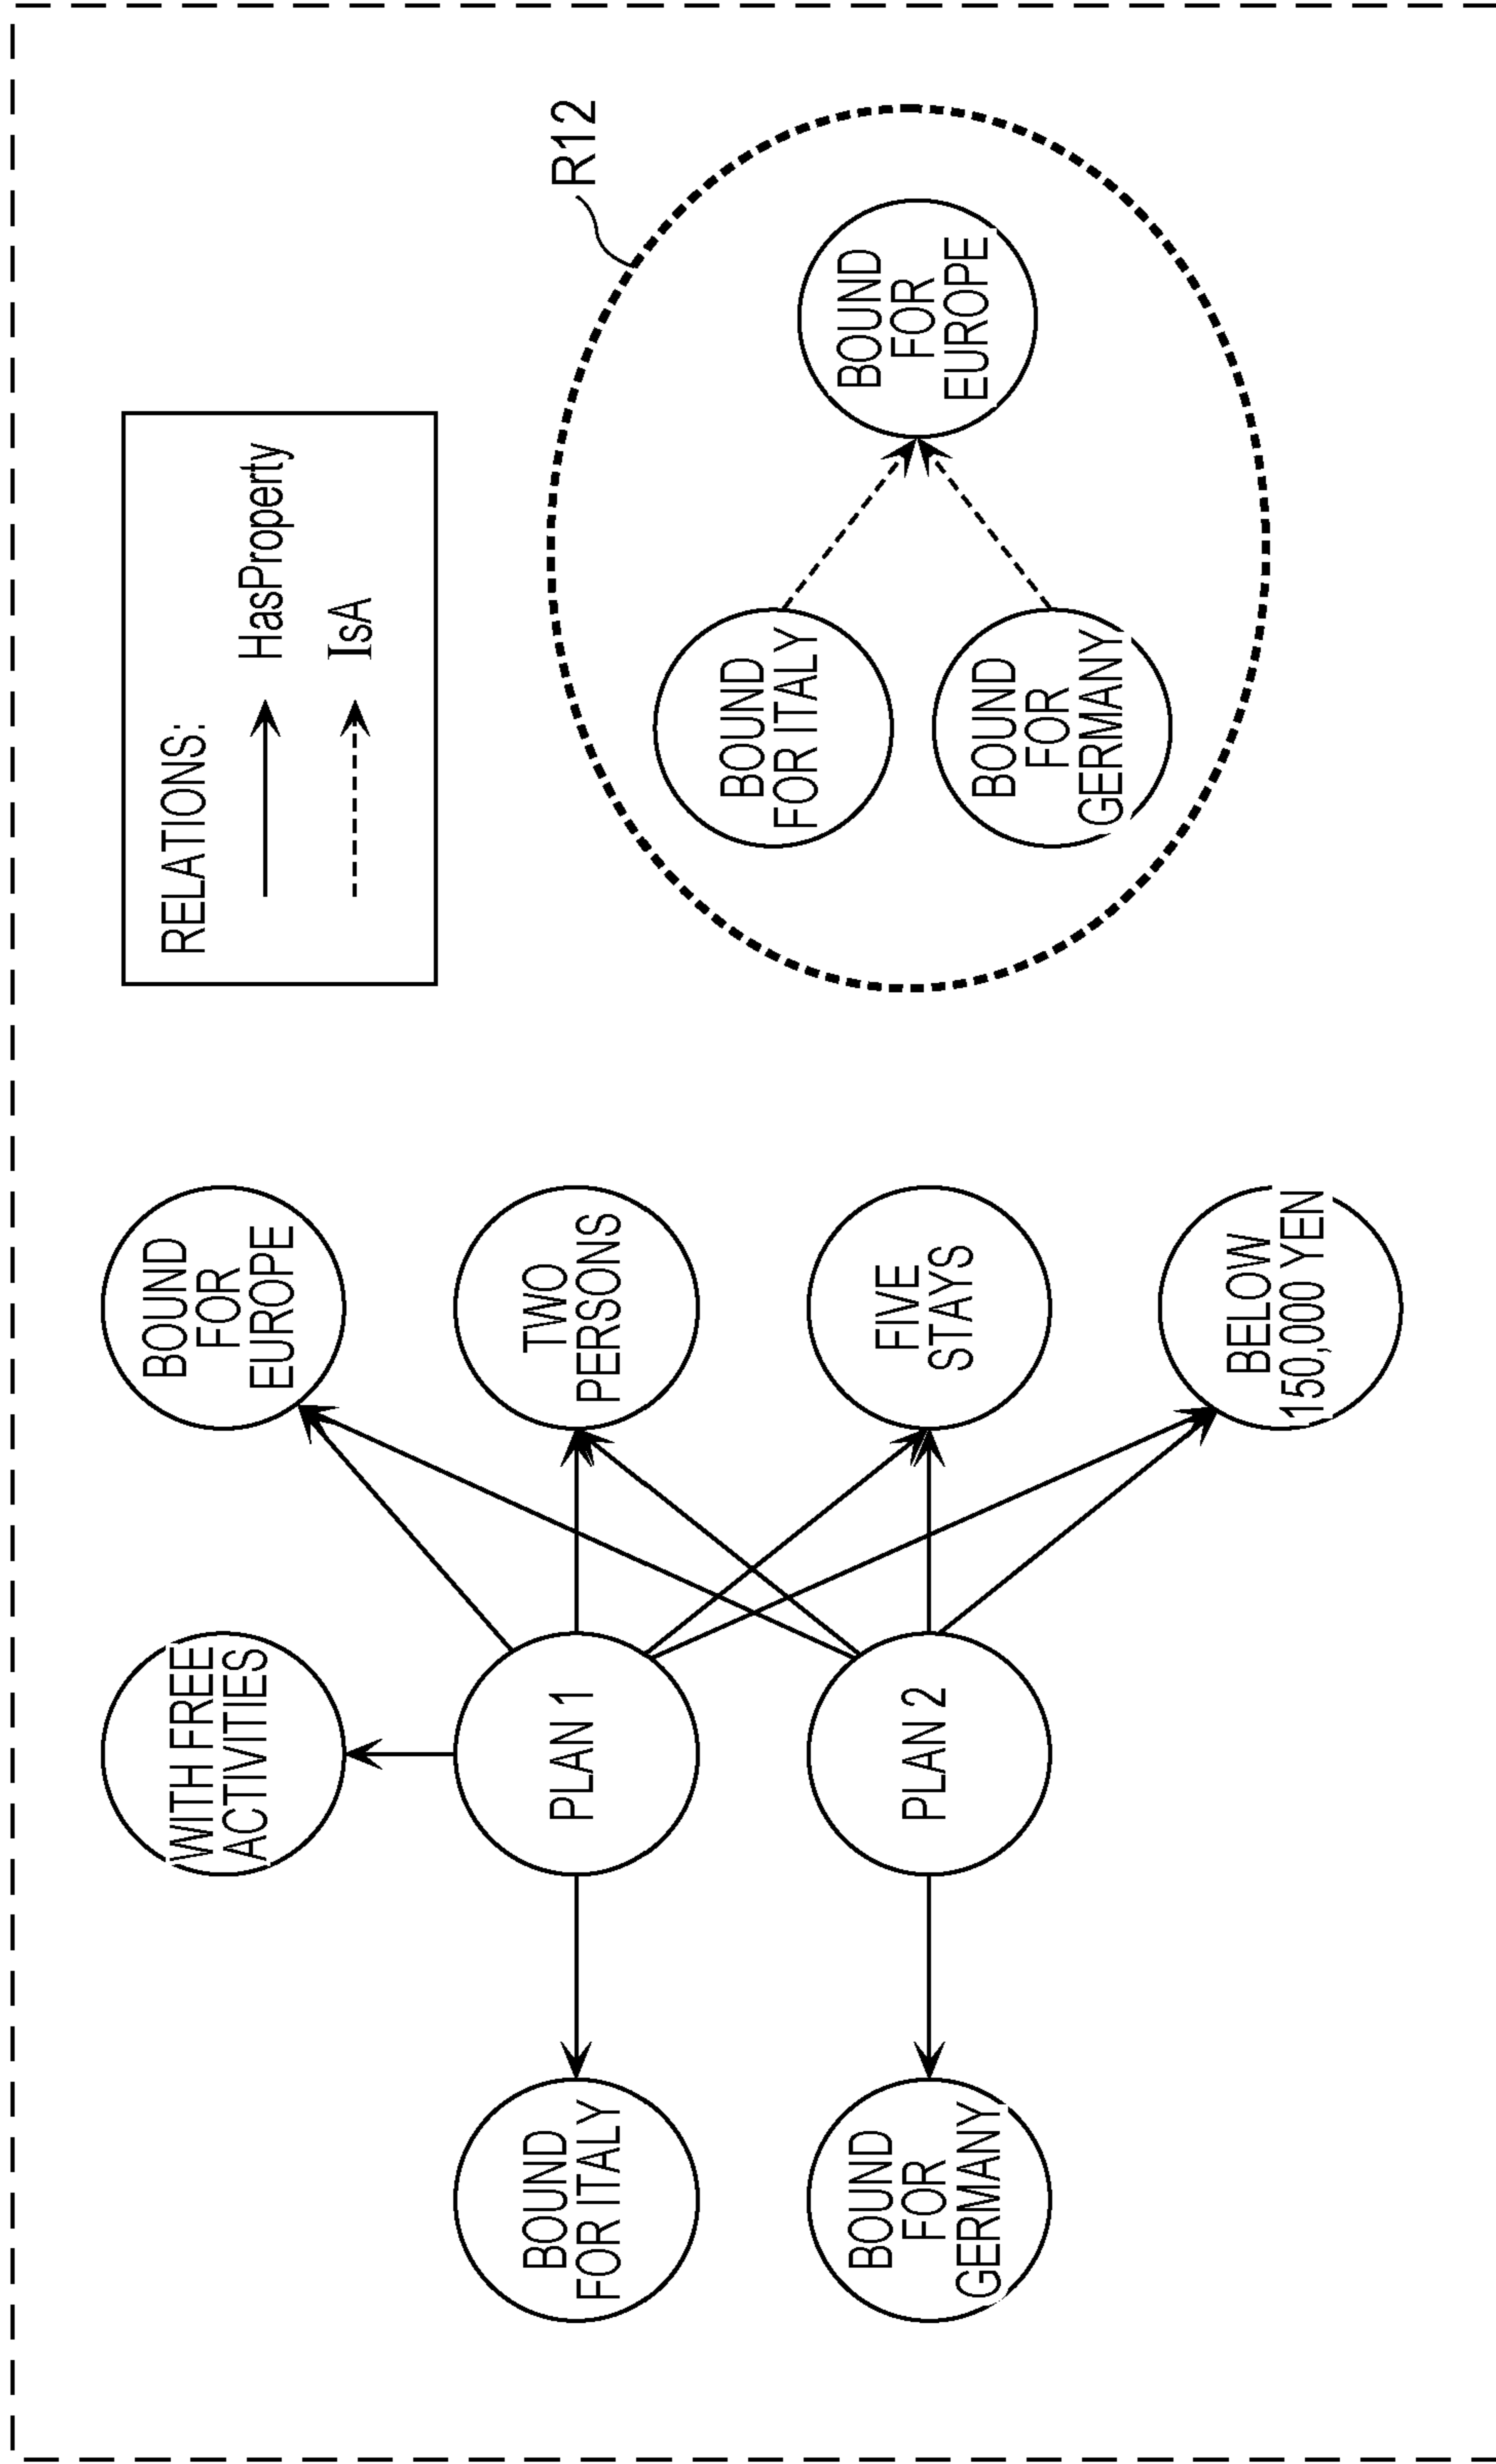 WITH FREE
ACTIVITIES
BOUND
FOR
EUROPE
RELATIONS:
HasProperty
IsA
BOUND
FOR ITALY
PLAN 1
TWO
PERSONS
R12
BOUND
FOR ITALY
BOUND
FOR
EUROPE
BOUND
FOR
GERMANY
PLAN 2
FIVE
STAYS
BOUND
FOR
GERMANY
BELOW
150,000 YEN